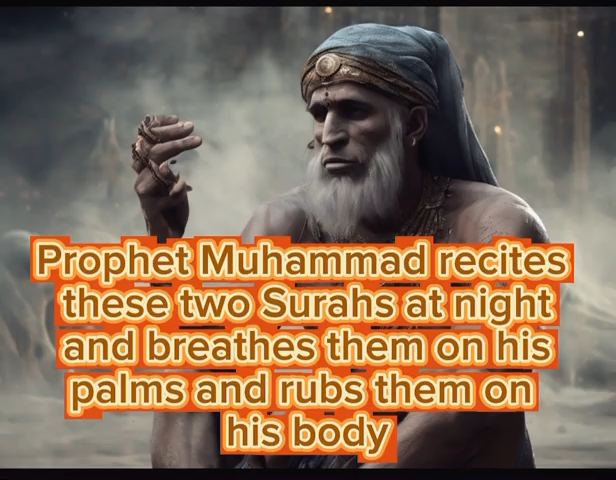 Prophet Muhammad recites
these two Surahs at night
and breathes them on his
palms and rubs them on
his body